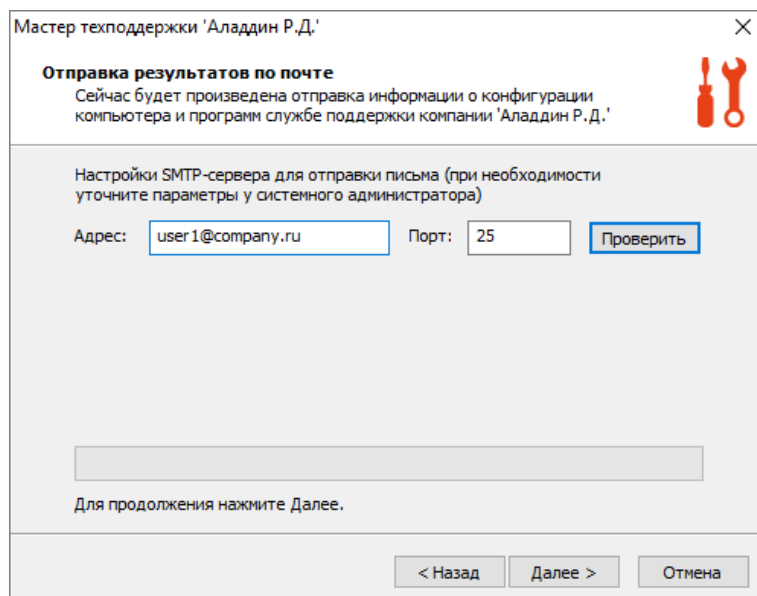 Мастер техподдержки 'Аладдин Р.Д.'
Отправка результатов по почте
Сейчас будет произведена отправка информации о конфигурации
компьютера и программ службе поддержки компании 'Аладдин Р.Д.'
Настройки SMTP-сервера для отправки письма (при необходимости
уточните параметры у системного администратора)
Адрес: user1@company.ru Порт: 25 Проверить
Для продолжения нажмите Далее.
< Назад Далее > Отмена